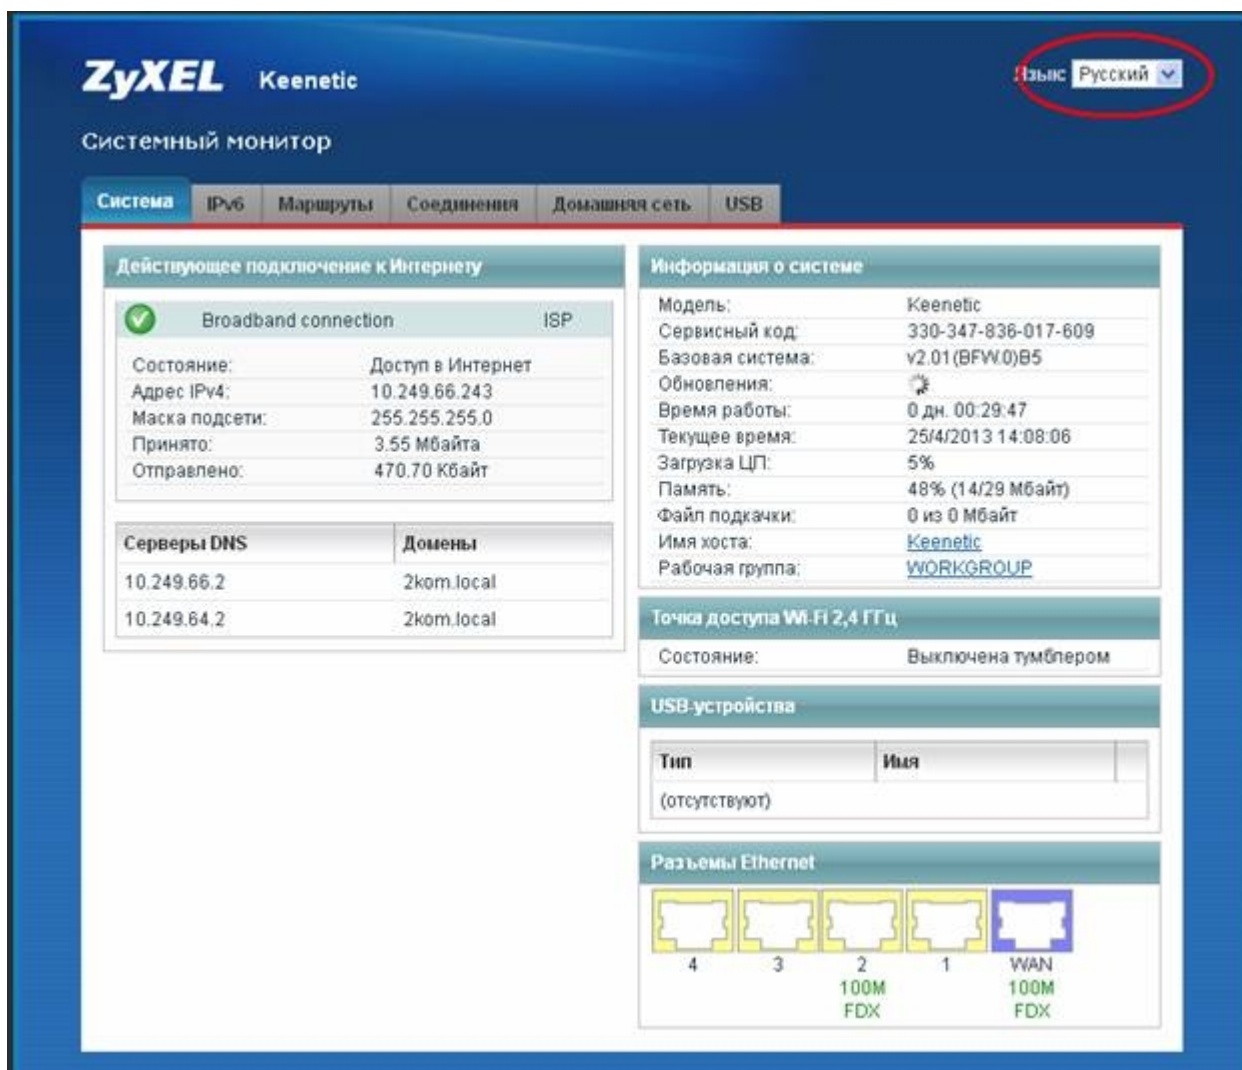 ZyXEL Keenetic
Язык: Русский
Системный монитор
Система IPv6 Маршруты Соединения Домашняя сеть USB
Действующее подключение к Интернету
Broadband connection ISP
Состояние: Доступ в Интернет
Адрес IPv4: 10.249.66.243
Маска подсети: 255.255.255.0
Принято: 3.55 Мбайта
Отправлено: 470.70 Кбайт
Серверы DNS Домены
10.249.66.2 2kom.local
10.249.64.2 2kom.local
Информация о системе
Модель: Keenetic
Сервисный код: 330-347-836-017-609
Базовая система: v2.01(BFW.0)B5
Обновления:
Время работы: 0 дн. 00:29:47
Текущее время: 25/4/2013 14:08:06
Загрузка ЦП: 5%
Память: 48% (14/29 Мбайт)
Файл подкачки: 0 из 0 Мбайт
Имя хоста: Keenetic
Рабочая группа: WORKGROUP
Точка доступа Wi-Fi 2,4 ГГц
Состояние: Выключена тумблером
USB-устройства
Тип Имя
(отсутствуют)
Разъемы Ethernet
4 3 2 1 WAN
100M 100M
FDX FDX